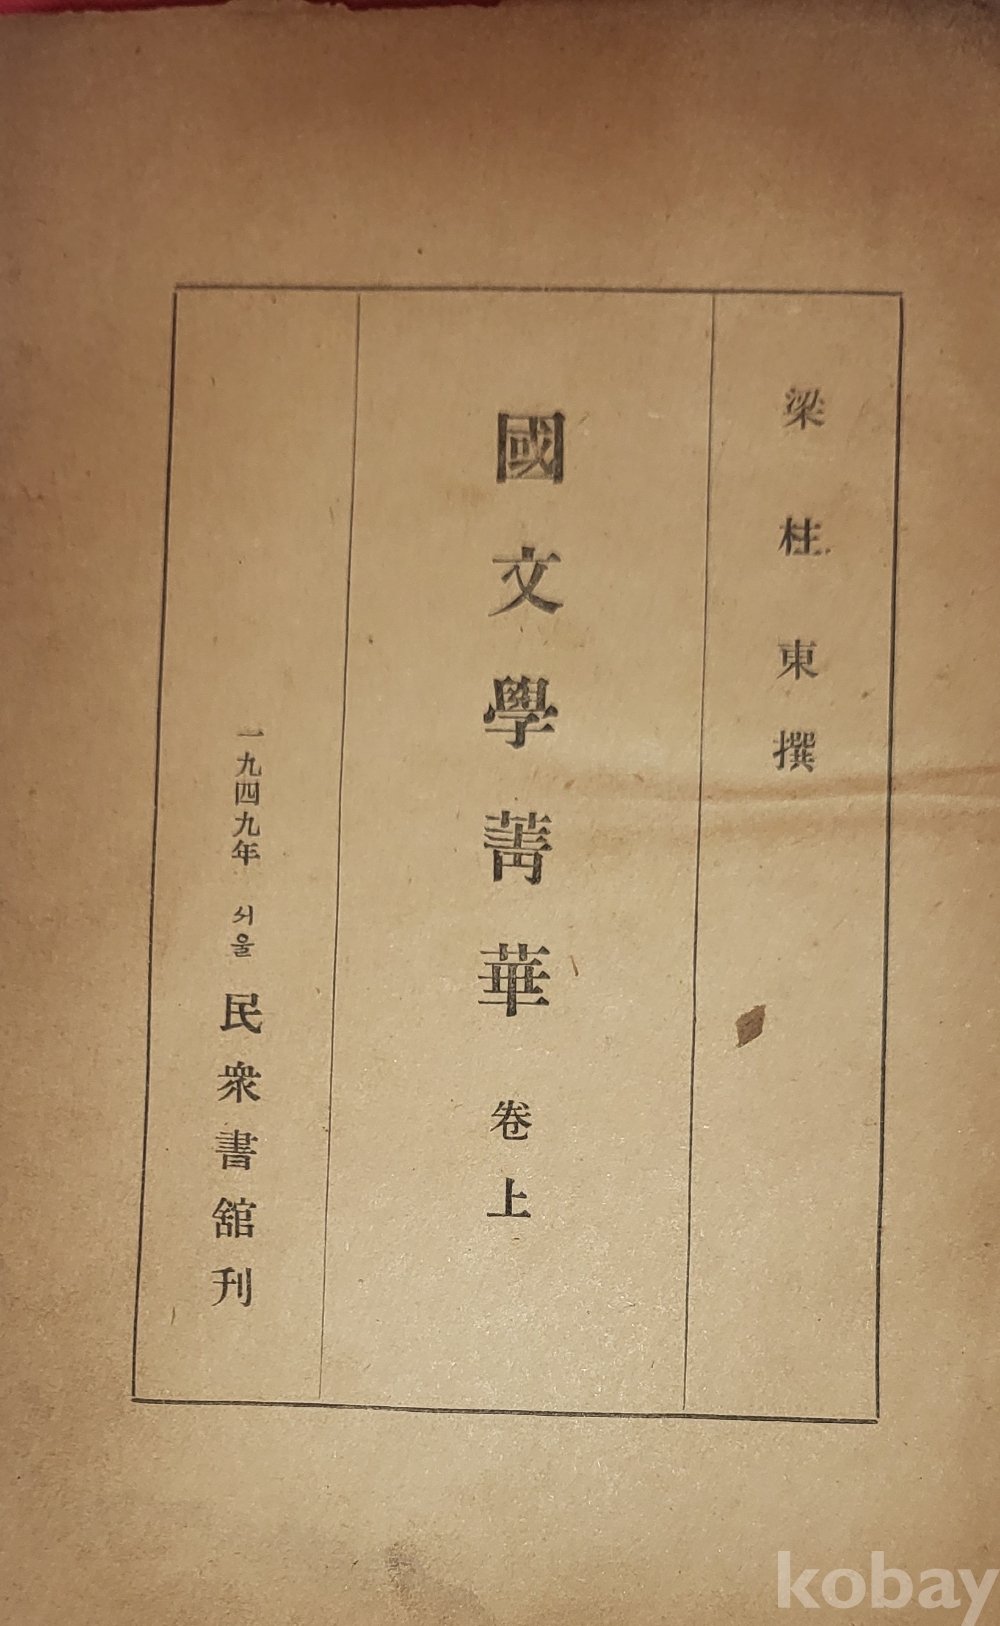 梁柱東撰
國文學菁華 卷上
一九四九年 서울 民衆書舘刊
kobay